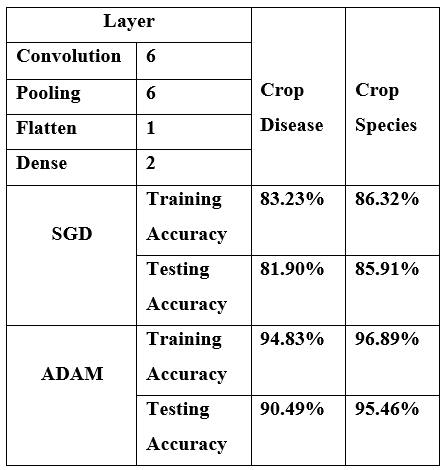 Layer
Convolution 6
Pooling 6
Flatten 1
Dense 2
Crop
Disease
Crop
Species
SGD
Training
Accuracy
83.23% 86.32%
Testing
Accuracy
81.90% 85.91%
ADAM
Training
Accuracy
94.83% 96.89%
Testing
Accuracy
90.49% 95.46%